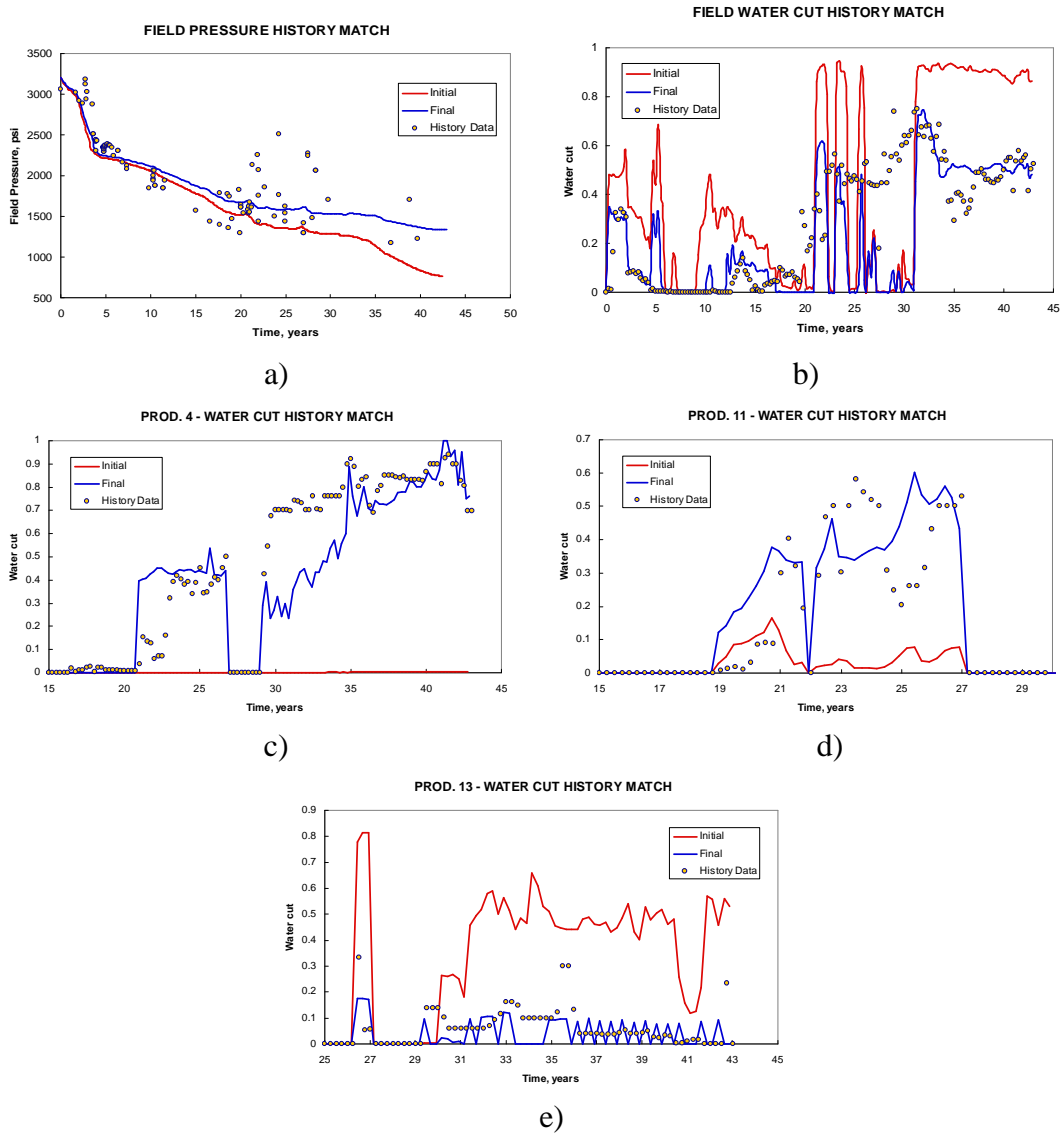 FIELD PRESSURE HISTORY MATCH
3500
3000
2500
2000
1500
1000
500
0 5 10 15 20 25 30 35 40 45 50
Field Pressure, psi
Time, years
Initial
Final
History Data
a)
FIELD WATER CUT HISTORY MATCH
1
0.8
0.6
0.4
0.2
0
0 5 10 15 20 25 30 35 40 45
Water cut
Time, years
Initial
Final
History Data
b)
PROD. 4 - WATER CUT HISTORY MATCH
1
0.9
0.8
0.7
0.6
0.5
0.4
0.3
0.2
0.1
0
15 20 25 30 35 40 45
Water cut
Time, years
Initial
Final
History Data
c)
PROD. 11 - WATER CUT HISTORY MATCH
0.7
0.6
0.5
0.4
0.3
0.2
0.1
0
15 17 19 21 23 25 27 29
Water cut
Time, years
Initial
Final
History Data
d)
PROD. 13 - WATER CUT HISTORY MATCH
0.9
0.8
0.7
0.6
0.5
0.4
0.3
0.2
0.1
0
25 27 29 31 33 35 37 39 41 43 45
Water cut
Time, years
Initial
Final
History Data
e)